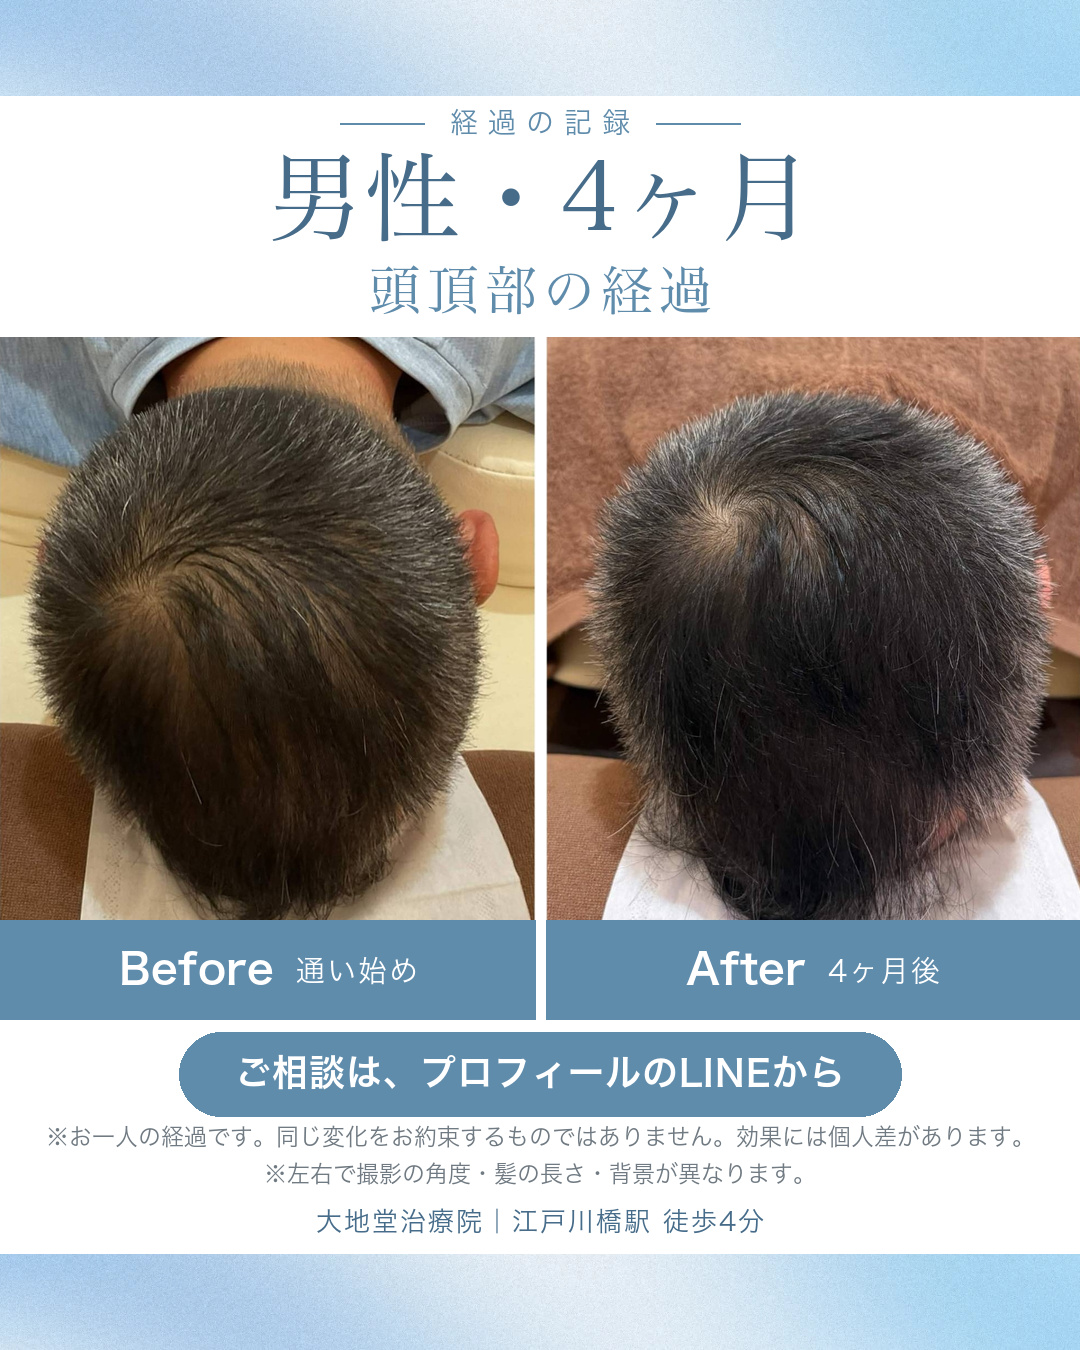 経過の記録
男性・4ヶ月
頭頂部の経過
Before 通い始め
After 4ヶ月後
ご相談は、プロフィールのLINEから
※お一人の経過です。同じ変化をお約束するものではありません。効果には個人差があります。
※左右で撮影の角度・髪の長さ・背景が異なります。
大地堂治療院｜江戸川橋駅 徒歩4分